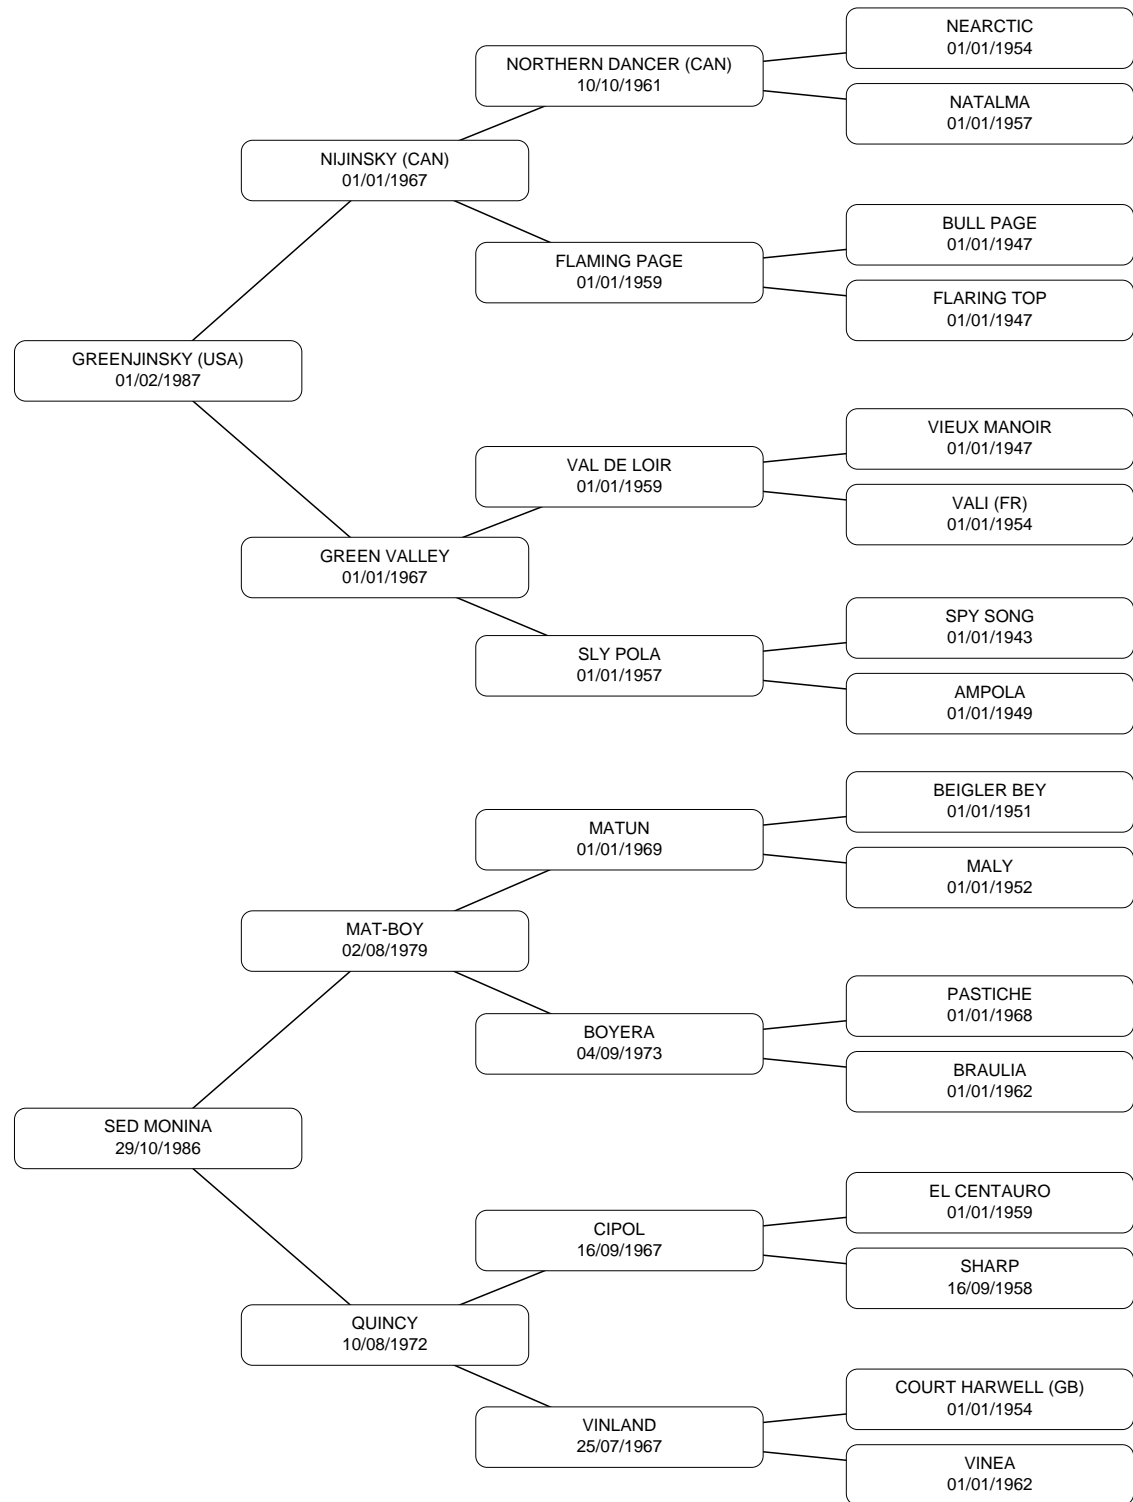 NEARCTIC
01/01/1954
NORTHERN DANCER (CAN)
10/10/1961
NATALMA
01/01/1957
NIJINSKY (CAN)
01/01/1967
BULL PAGE
01/01/1947
FLAMING PAGE
01/01/1959
FLARING TOP
01/01/1947
GREENJINSKY (USA)
01/02/1987
VIEUX MANOIR
01/01/1947
VAL DE LOIR
01/01/1959
VALI (FR)
01/01/1954
GREEN VALLEY
01/01/1967
SPY SONG
01/01/1943
SLY POLA
01/01/1957
AMPOLA
01/01/1949
BEIGLER BEY
01/01/1951
MATUN
01/01/1969
MALY
01/01/1952
MAT-BOY
02/08/1979
PASTICHE
01/01/1968
BOYERA
04/09/1973
BRAULIA
01/01/1962
SED MONINA
29/10/1986
EL CENTAURO
01/01/1959
CIPOL
16/09/1967
SHARP
16/09/1958
QUINCY
10/08/1972
COURT HARWELL (GB)
01/01/1954
VINLAND
25/07/1967
VINEA
01/01/1962